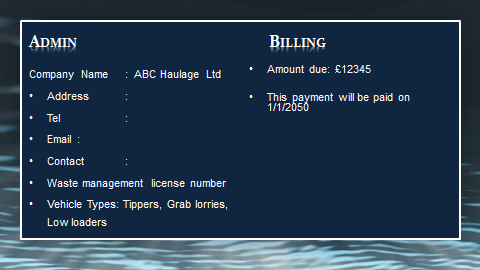 Admin
Company Name : ABC Haulage Ltd
• Address :
• Tel :
• Email :
• Contact :
• Waste management license number
• Vehicle Types: Tippers, Grab lorries,
Low loaders
Billing
• Amount due: £12345
• This payment will be paid on
1/1/2050